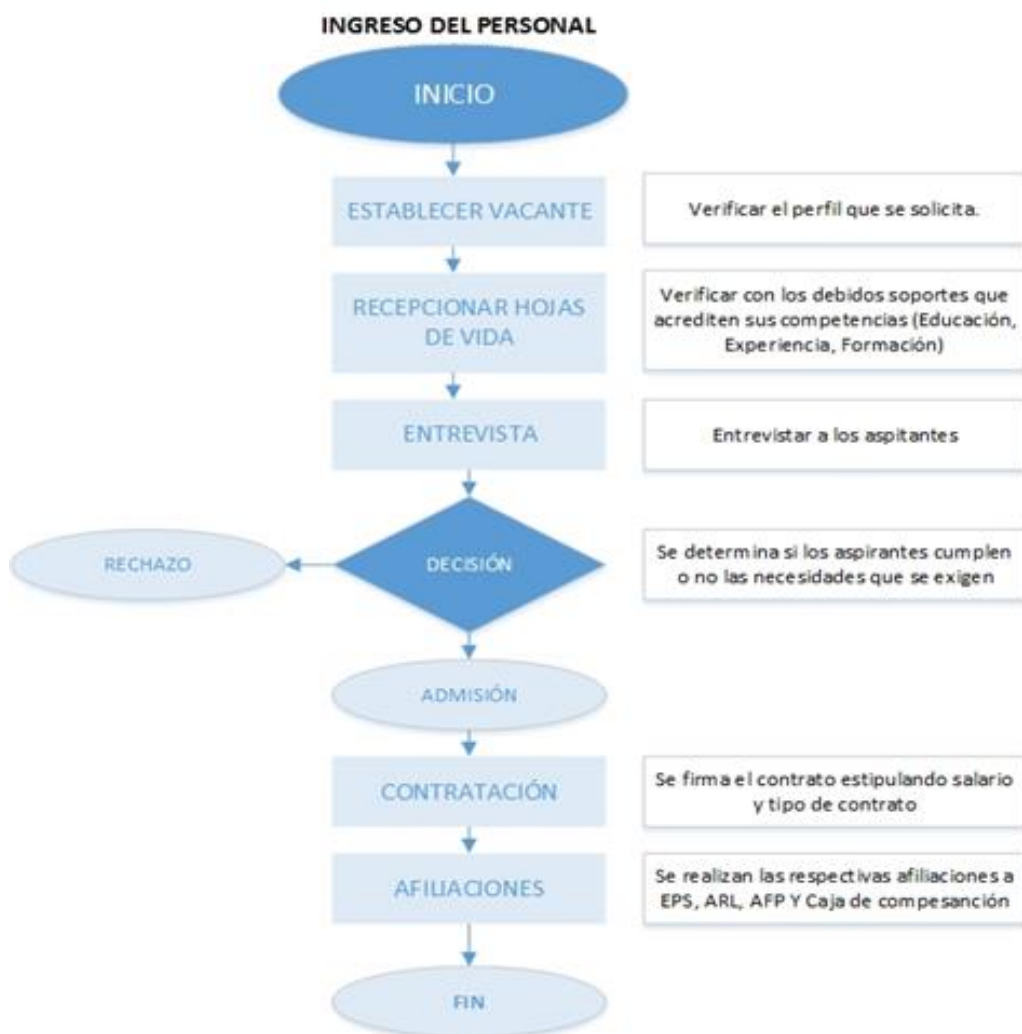 INGRESO DEL PERSONAL
INICIO
ESTABLECER VACANTE
Verificar el perfil que se solicita.
RECEPCIONAR HOJAS
DE VIDA
Verificar con los debidos soportes que
acrediten sus competencias (Educación,
Experiencia, Formación)
ENTREVISTA
Entrevistar a los aspitantes
RECHAZO
DECISIÓN
Se determina si los aspirantes cumplen
o no las necesidades que se exigen
ADMISIÓN
CONTRATACIÓN
Se firma el contrato estipulando salario
y tipo de contrato
AFILIACIONES
Se realizan las respectivas afiliaciones a
EPS, ARL, AFP Y Caja de compesanción
FIN